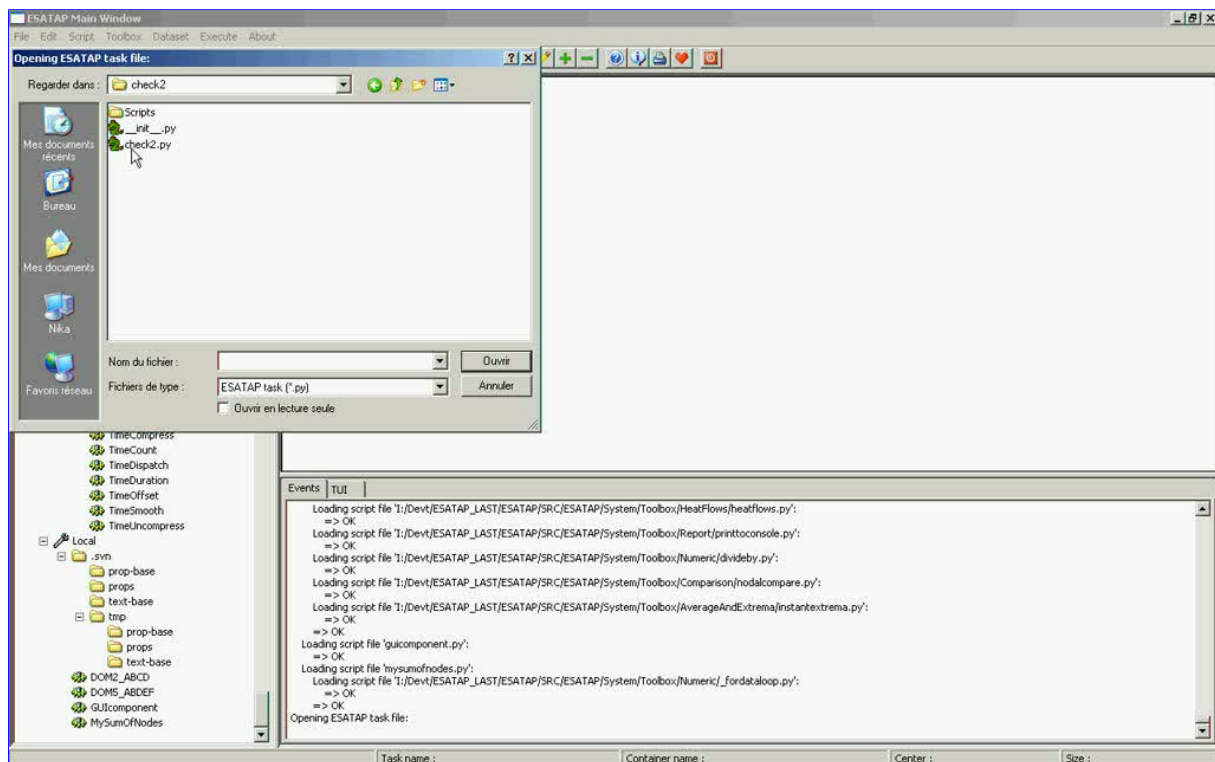 ESATAP Main Window
File Edit Script Toolbox Dataset Execute About
Opening ESATAP task file:
Regarder dans :
check2
Scripts
__init__.py
check2.py
Mes documents
récents
Bureau
Mes documents
Nika
Favoris réseau
Nom du fichier :
Ouvrir
Fichiers de type :
ESATAP task (*.py)
Annuler
Ouvrir en lecture seule
TimeCompress
TimeCount
TimeDispatch
TimeDuration
TimeOffset
TimeSmooth
TimeUncompress
Local
.svn
prop-base
props
text-base
tmp
prop-base
props
text-base
DOM2_ABCD
DOM5_ABDEF
GUIcomponent
MySumOfNodes
Events TUI
Loading script file 'I:/Devt/ESATAP_LAST/ESATAP/SRC/ESATAP/System/Toolbox/HeatFlows/heatflows.py':
=> OK
Loading script file 'I:/Devt/ESATAP_LAST/ESATAP/SRC/ESATAP/System/Toolbox/Report/printtoconsole.py':
=> OK
Loading script file 'I:/Devt/ESATAP_LAST/ESATAP/SRC/ESATAP/System/Toolbox/Numeric/divideby.py':
=> OK
Loading script file 'I:/Devt/ESATAP_LAST/ESATAP/SRC/ESATAP/System/Toolbox/Comparison/nodalcompare.py':
=> OK
Loading script file 'I:/Devt/ESATAP_LAST/ESATAP/SRC/ESATAP/System/Toolbox/AverageAndExtrema/instantextrema.py':
=> OK
=> OK
Loading script file 'guicomponent.py':
=> OK
Loading script file 'mysumofnodes.py':
Loading script file 'I:/Devt/ESATAP_LAST/ESATAP/SRC/ESATAP/System/Toolbox/Numeric/_fordataloop.py':
=> OK
=> OK
Opening ESATAP task file:
Task name : Container name : Center : Size :